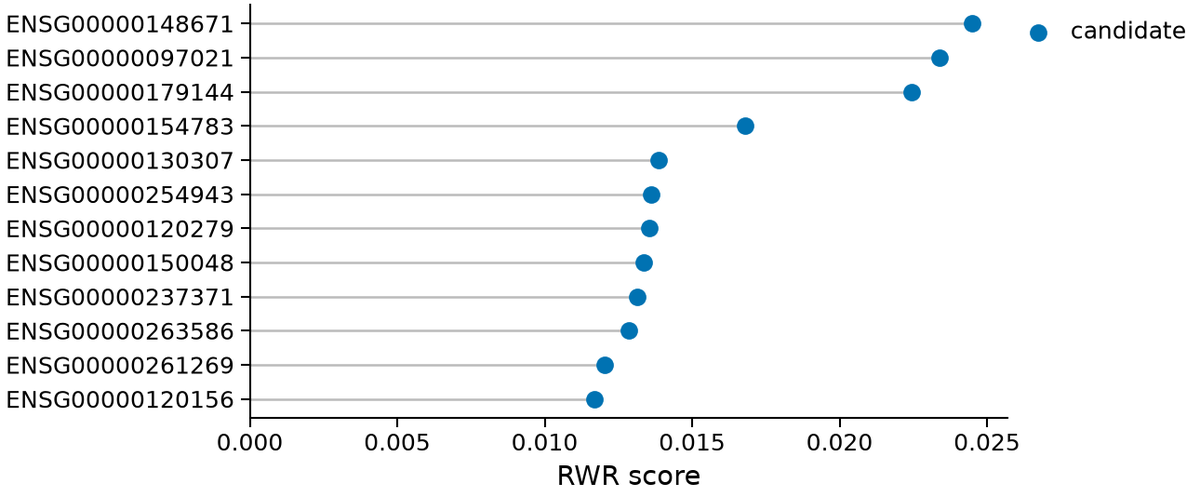 ENSG00000148671
candidate
ENSG00000097021
ENSG00000179144
ENSG00000154783
ENSG00000130307
ENSG00000254943
ENSG00000120279
ENSG00000150048
ENSG00000237371
ENSG00000263586
ENSG00000261269
ENSG00000120156
0.000 0.005 0.010 0.015 0.020 0.025
RWR score